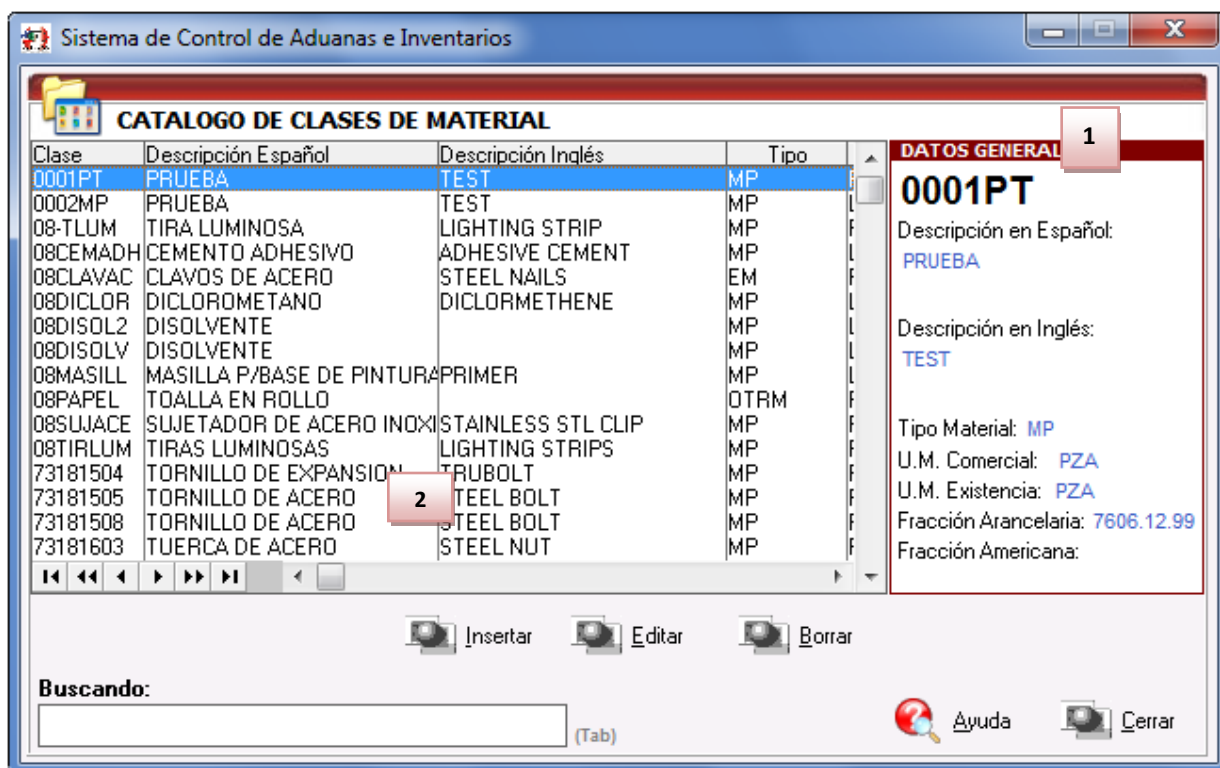 Sistema de Control de Aduanas e Inventarios
CATALOGO DE CLASES DE MATERIAL
Clase Descripción Español Descripción Inglés Tipo
0001PT PRUEBA TEST MP
0002MP PRUEBA TEST MP
08-TLUM TIRA LUMINOSA LIGHTING STRIP MP
08CEMADH CEMENTO ADHESIVO ADHESIVE CEMENT MP
08CLAVAC CLAVOS DE ACERO STEEL NAILS EM
08DICLOR DICLOROMETANO DICLORMETHENE MP
08DISOL2 DISOLVENTE MP
08DISOLV DISOLVENTE MP
08MASILL MASILLA P/BASE DE PINTURA PRIMER MP
08PAPEL TOALLA EN ROLLO OTRM
08SUJACE SUJETADOR DE ACERO INOXI STAINLESS STL CLIP MP
08TIRLUM TIRAS LUMINOSAS LIGHTING STRIPS MP
73181504 TORNILLO DE EXPANSION TRUBOLT MP
73181505 TORNILLO DE ACERO STEEL BOLT MP
73181508 TORNILLO DE ACERO STEEL BOLT MP
73181603 TUERCA DE ACERO STEEL NUT MP
2
1
DATOS GENERAL
0001PT
Descripción en Español:
PRUEBA
Descripción en Inglés:
TEST
Tipo Material: MP
U.M. Comercial: PZA
U.M. Existencia: PZA
Fracción Arancelaria: 7606.12.99
Fracción Americana:
Insertar Editar Borrar
Buscando:
(Tab)
Ayuda Cerrar